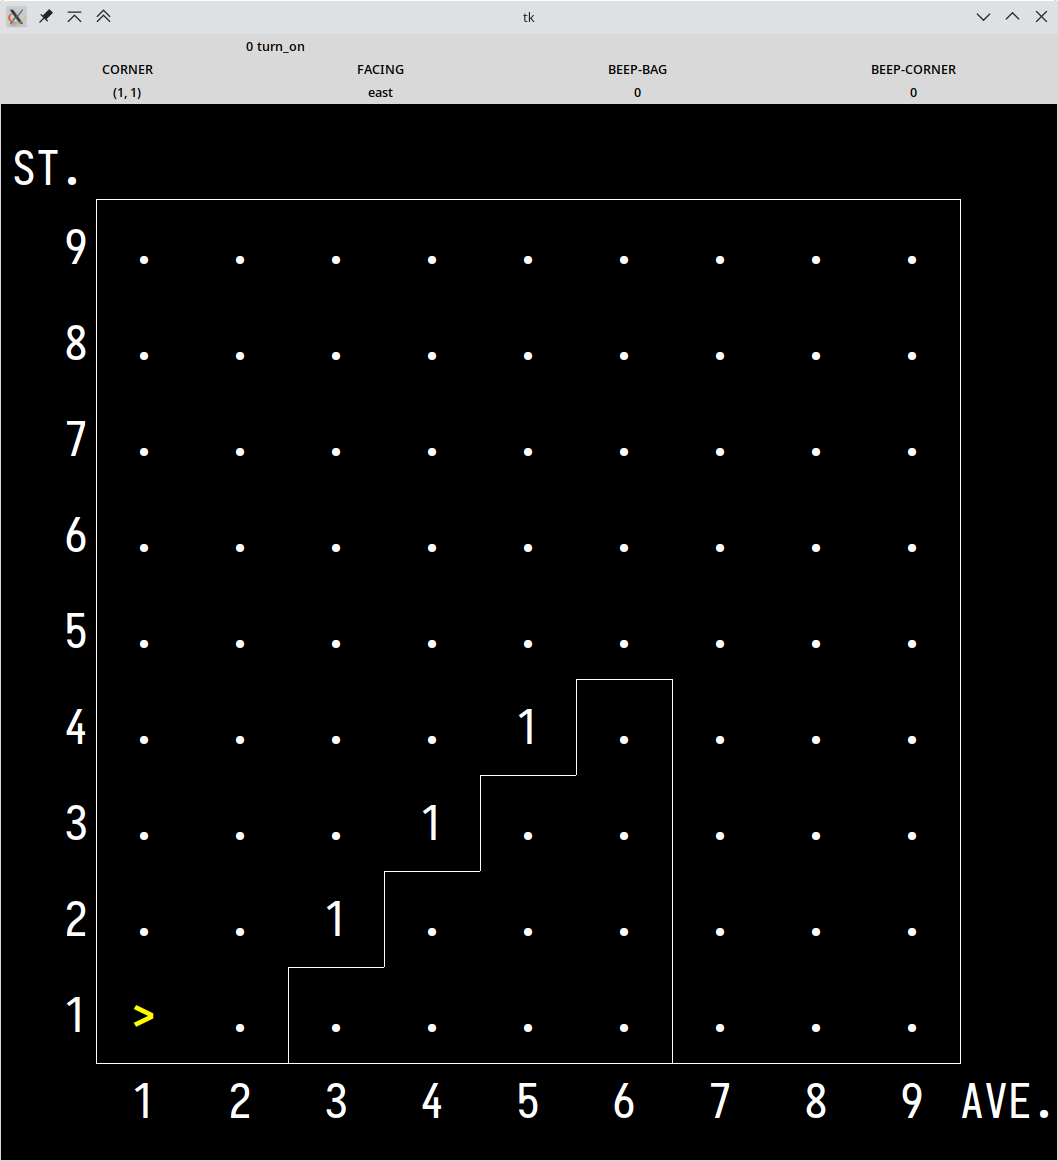 tk
0 turn_on
CORNER FACING BEEP-BAG BEEP-CORNER
(1, 1) east 0 0
ST.
9 . . . . . . . . .
8 . . . . . . . . .
7 . . . . . . . . .
6 . . . . . . . . .
5 . . . . . . . . .
4 . . . . 1 . . . .
3 . . . 1 . . . . .
2 . . 1 . . . . . .
1 > . . . . . . . .
1 2 3 4 5 6 7 8 9 AVE.